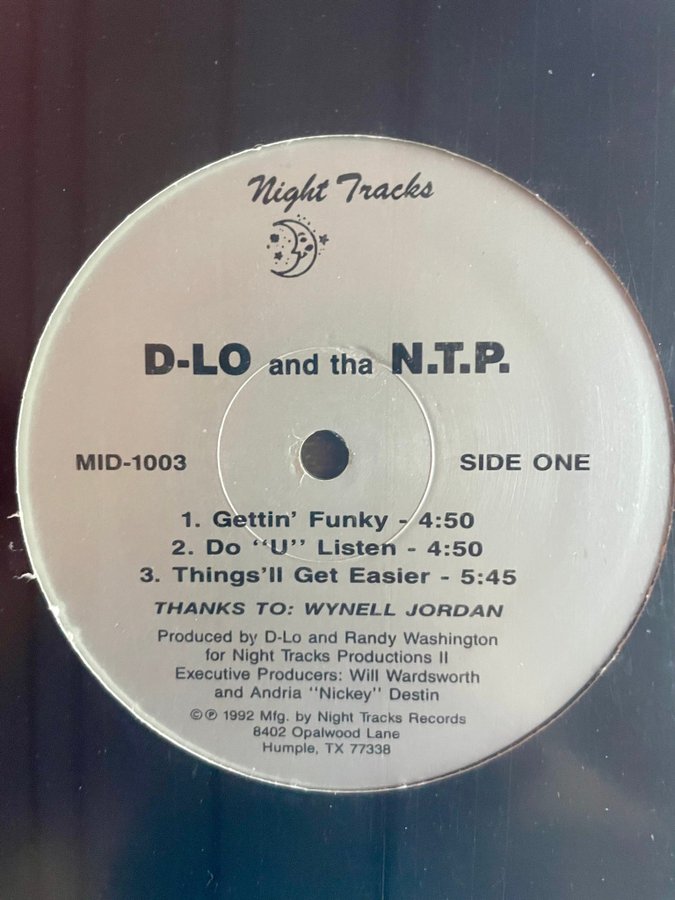 Night Tracks
D-LO and tha N.T.P.
MID-1003
SIDE ONE
1. Gettin' Funky - 4:50
2. Do "U" Listen - 4:50
3. Things'll Get Easier - 5:45
THANKS TO: WYNELL JORDAN
Produced by D-Lo and Randy Washington
for Night Tracks Productions II
Executive Producers: Will Wardsworth
and Andria "Nickey" Destin
©℗ 1992 Mfg. by Night Tracks Records
8402 Opalwood Lane
Humple, TX 77338